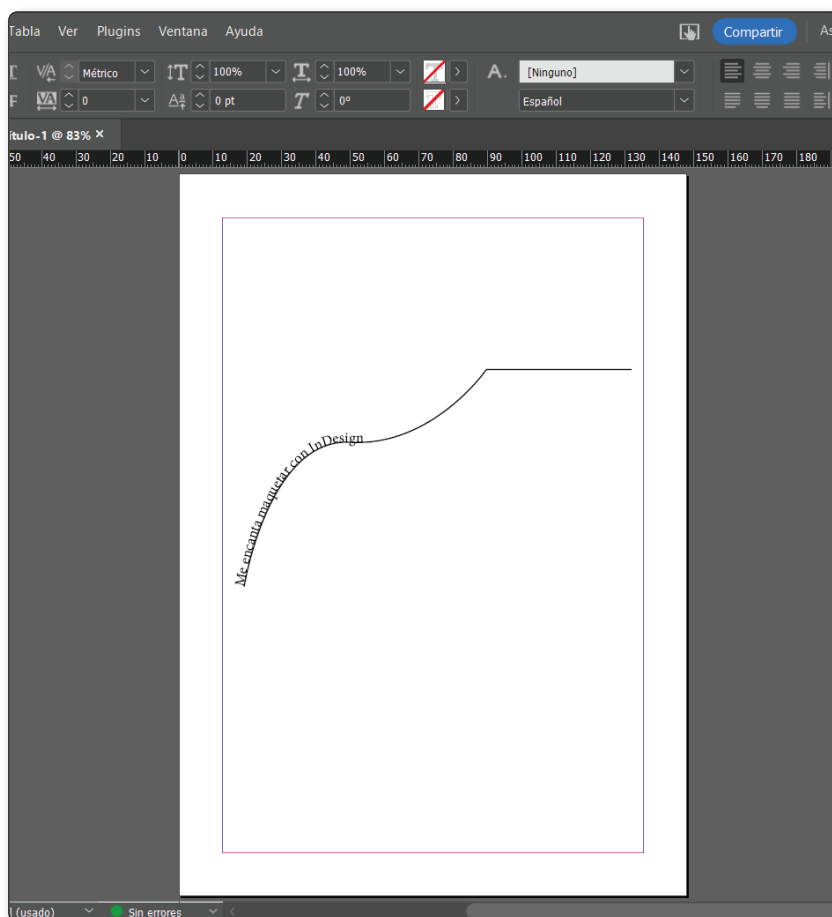 Tabla Ver Plugins Ventana Ayuda Compartir
Métrico 100% 100% A. [Ninguno]
0 0 pt 0° Español
ítulo-1 @ 83% ×
50 40 30 20 10 0 10 20 30 40 50 60 70 80 90 100 110 120 130 140 150 160 170 180
Me encanta maquetar con InDesign
(usado) Sin errores